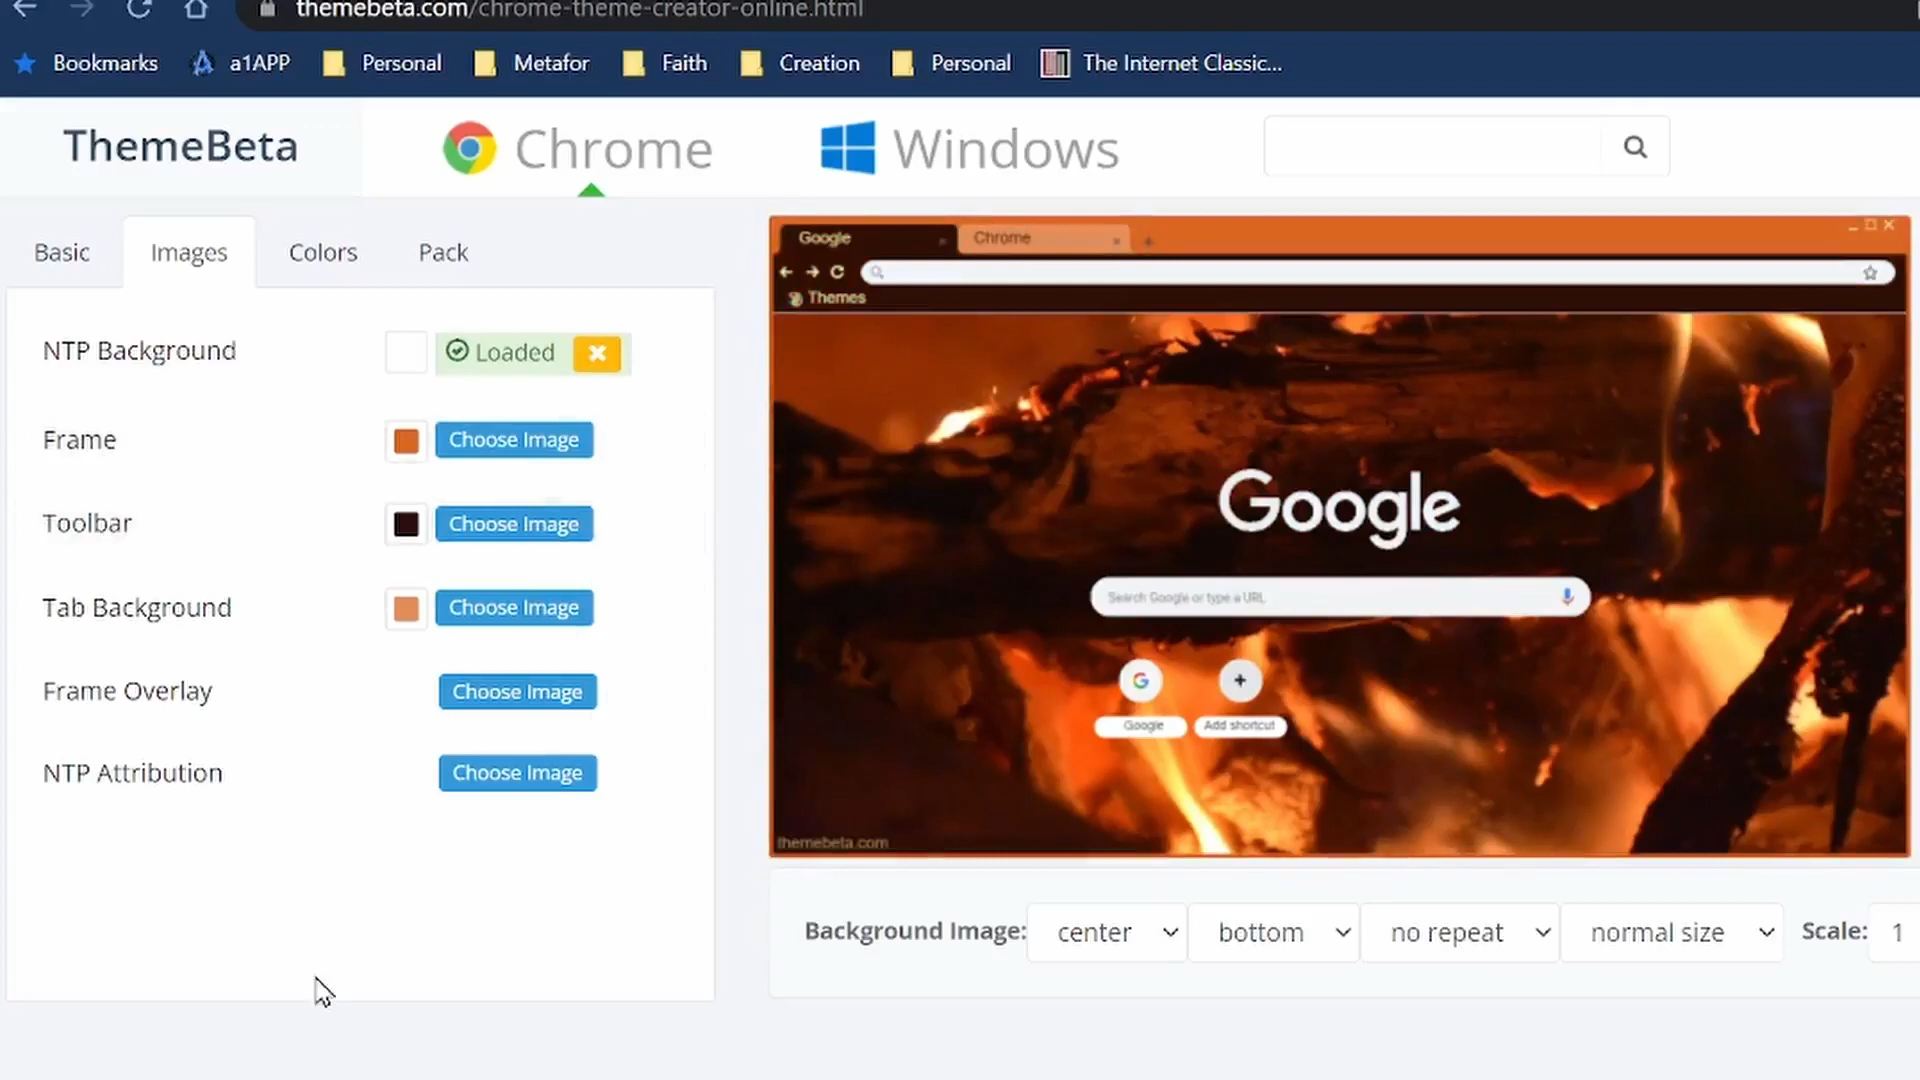 themebeta.com/chrome-theme-creator-online.html
Bookmarks a1APP Personal Metafor Faith Creation Personal The Internet Classic...
ThemeBeta Chrome Windows
Basic Images Colors Pack
NTP Background Loaded
Frame Choose Image
Toolbar Choose Image
Tab Background Choose Image
Frame Overlay Choose Image
NTP Attribution Choose Image
Google Chrome
Themes
Google
Search Google or type a URL
G
Google Add shortcut
themebeta.com
Background Image: center bottom no repeat normal size Scale: 1